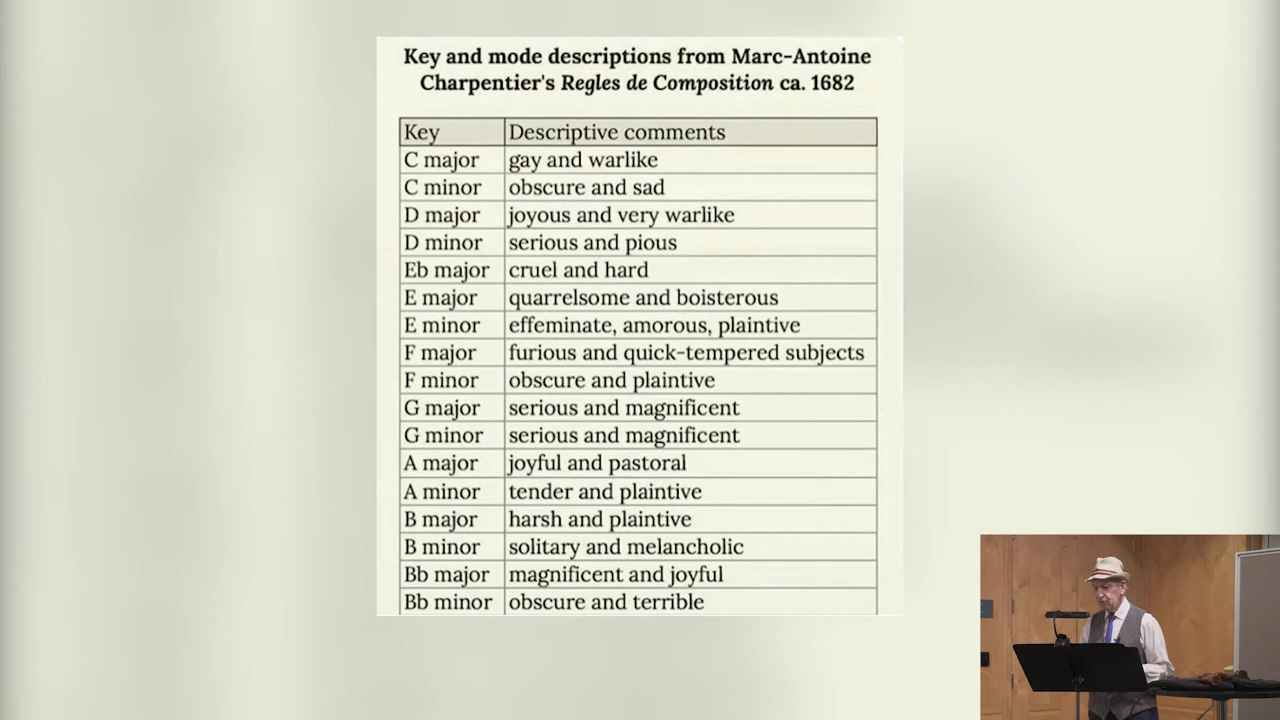 Key and mode descriptions from Marc-Antoine
Charpentier's Regles de Composition ca. 1682
Key Descriptive comments
C major gay and warlike
C minor obscure and sad
D major joyous and very warlike
D minor serious and pious
Eb major cruel and hard
E major quarrelsome and boisterous
E minor effeminate, amorous, plaintive
F major furious and quick-tempered subjects
F minor obscure and plaintive
G major serious and magnificent
G minor serious and magnificent
A major joyful and pastoral
A minor tender and plaintive
B major harsh and plaintive
B minor solitary and melancholic
Bb major magnificent and joyful
Bb minor obscure and terrible